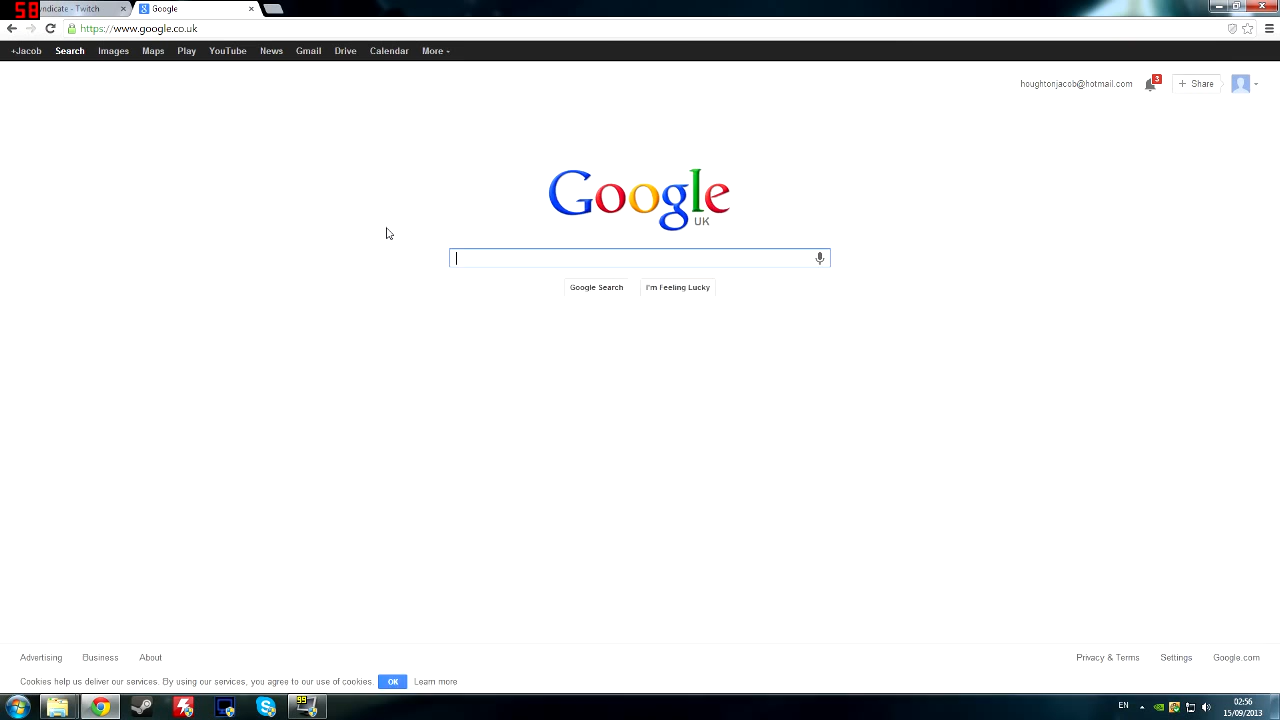 58 ndicate - Twitch
Google
https://www.google.co.uk
+Jacob Search Images Maps Play YouTube News Gmail Drive Calendar More
houghtonjacob@hotmail.com 3 + Share
Google
UK
Google Search I'm Feeling Lucky
Advertising Business About
Privacy & Terms Settings Google.com
Cookies help us deliver our services. By using our services, you agree to our use of cookies. OK Learn more
99
EN 02:56
15/09/2013